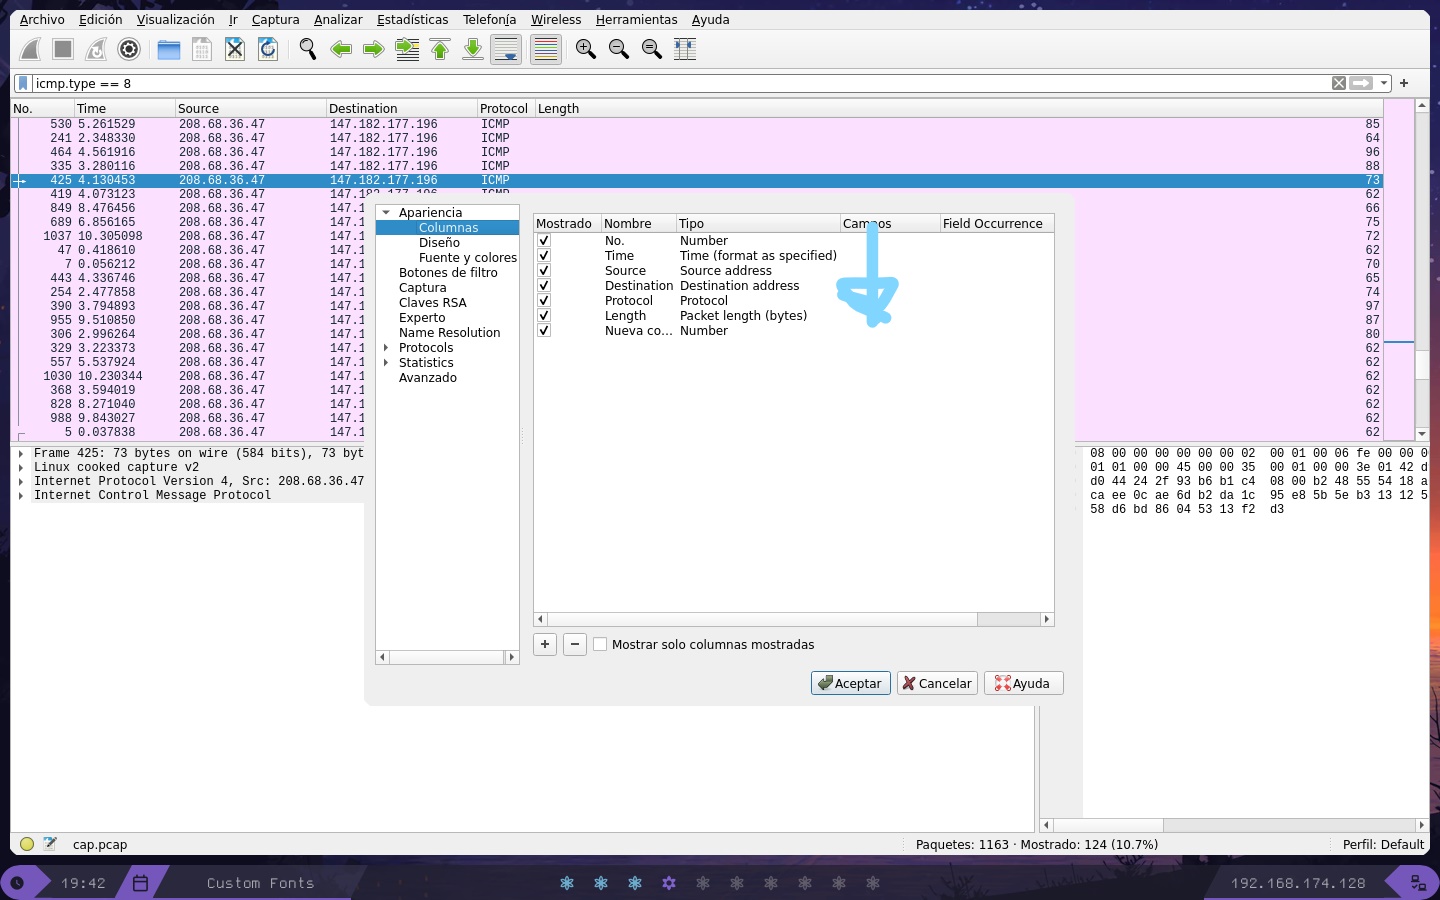 Archivo Edición Visualización Ir Captura Analizar Estadísticas Telefonía Wireless Herramientas Ayuda
icmp.type == 8
No. Time Source Destination Protocol Length
530 5.261529 208.68.36.47 147.182.177.196 ICMP 85
241 2.348330 208.68.36.47 147.182.177.196 ICMP 64
464 4.561916 208.68.36.47 147.182.177.196 ICMP 96
335 3.280116 208.68.36.47 147.182.177.196 ICMP 88
425 4.130453 208.68.36.47 147.182.177.196 ICMP 73
419 4.073123 208.68.36.47 147.182.177.196 ICMP 62
849 8.476456 208.68.36.47 147.1 66
689 6.856165 208.68.36.47 147.1 75
1037 10.305098 208.68.36.47 147.1 72
47 0.418610 208.68.36.47 147.1 62
7 0.056212 208.68.36.47 147.1 70
443 4.336746 208.68.36.47 147.1 65
254 2.477858 208.68.36.47 147.1 74
390 3.794893 208.68.36.47 147.1 97
955 9.510850 208.68.36.47 147.1 87
306 2.996264 208.68.36.47 147.1 80
329 3.223373 208.68.36.47 147.1 62
557 5.537924 208.68.36.47 147.1 62
1030 10.230344 208.68.36.47 147.1 62
368 3.594019 208.68.36.47 147.1 62
828 8.271040 208.68.36.47 147.1 62
988 9.843027 208.68.36.47 147.1 62
5 0.037838 208.68.36.47 147.1 62
Apariencia
Columnas
Diseño
Fuente y colores
Botones de filtro
Captura
Claves RSA
Experto
Name Resolution
Protocols
Statistics
Avanzado
Mostrado Nombre Tipo Campos Field Occurrence
No. Number
Time Time (format as specified)
Source Source address
Destination Destination address
Protocol Protocol
Length Packet length (bytes)
Nueva co... Number
+ − Mostrar solo columnas mostradas
Aceptar Cancelar Ayuda
Frame 425: 73 bytes on wire (584 bits), 73 byt
Linux cooked capture v2
Internet Protocol Version 4, Src: 208.68.36.47
Internet Control Message Protocol
08 00 00 00 00 00 00 02 00 01 00 06 fe 00 00 0
01 01 00 00 45 00 00 35 00 01 00 00 3e 01 42 d
d0 44 24 2f 93 b6 b1 c4 08 00 b2 48 55 54 18 a
ca ee 0c ae 6d b2 da 1c 95 e8 5b 5e b3 13 12 5
58 d6 bd 86 04 53 13 f2 d3
cap.pcap
Paquetes: 1163 · Mostrado: 124 (10.7%)
Perfil: Default
19:42 Custom Fonts 192.168.174.128